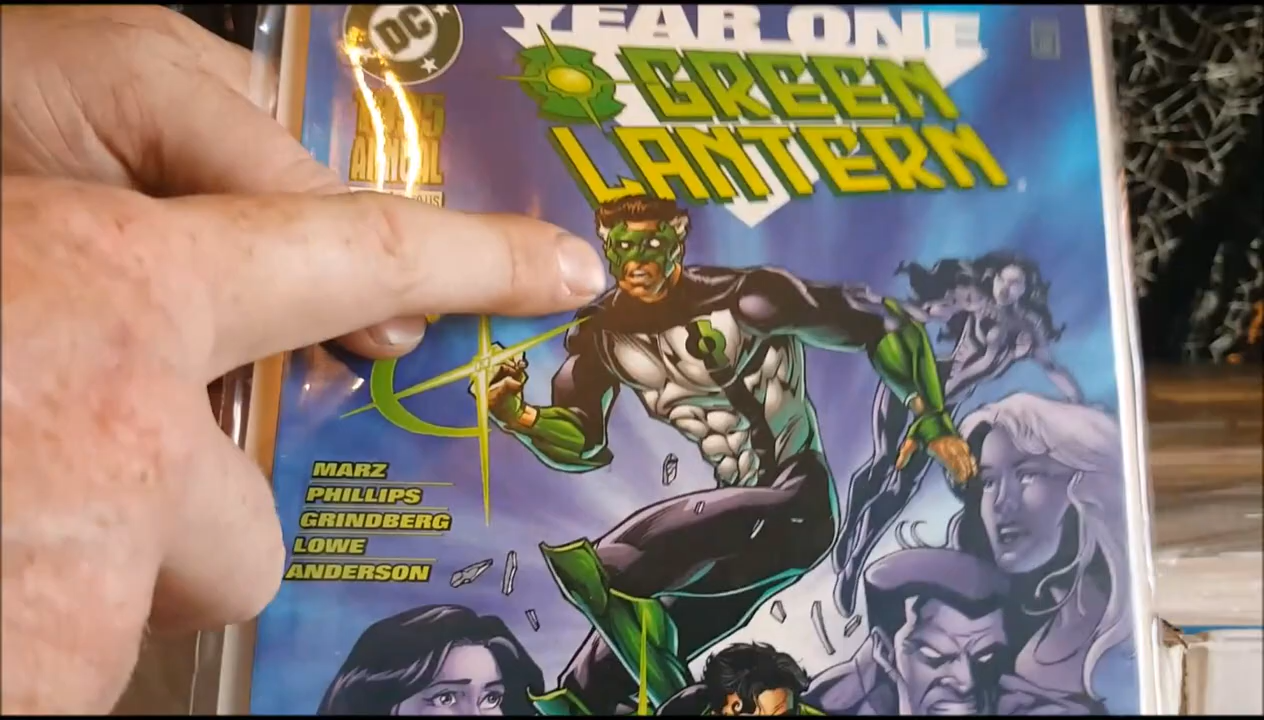 DC
YEAR ONE
GREEN
LANTERN
ANNUAL
MARZ
PHILLIPS
GRINDBERG
LOWE
ANDERSON